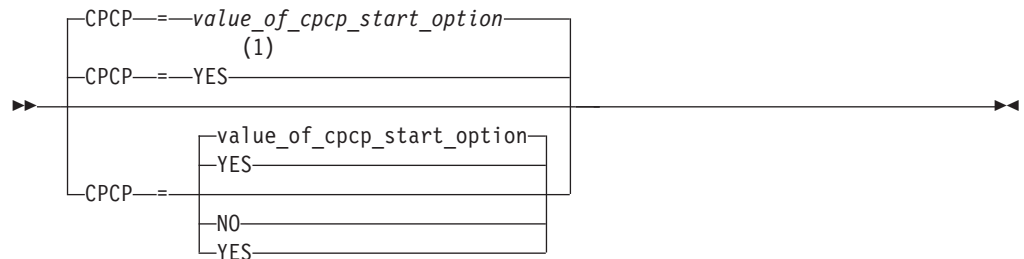 CPCP = value_of_cpcp_start_option
(1)
CPCP = YES
value_of_cpcp_start_option
YES
CPCP =
NO
YES